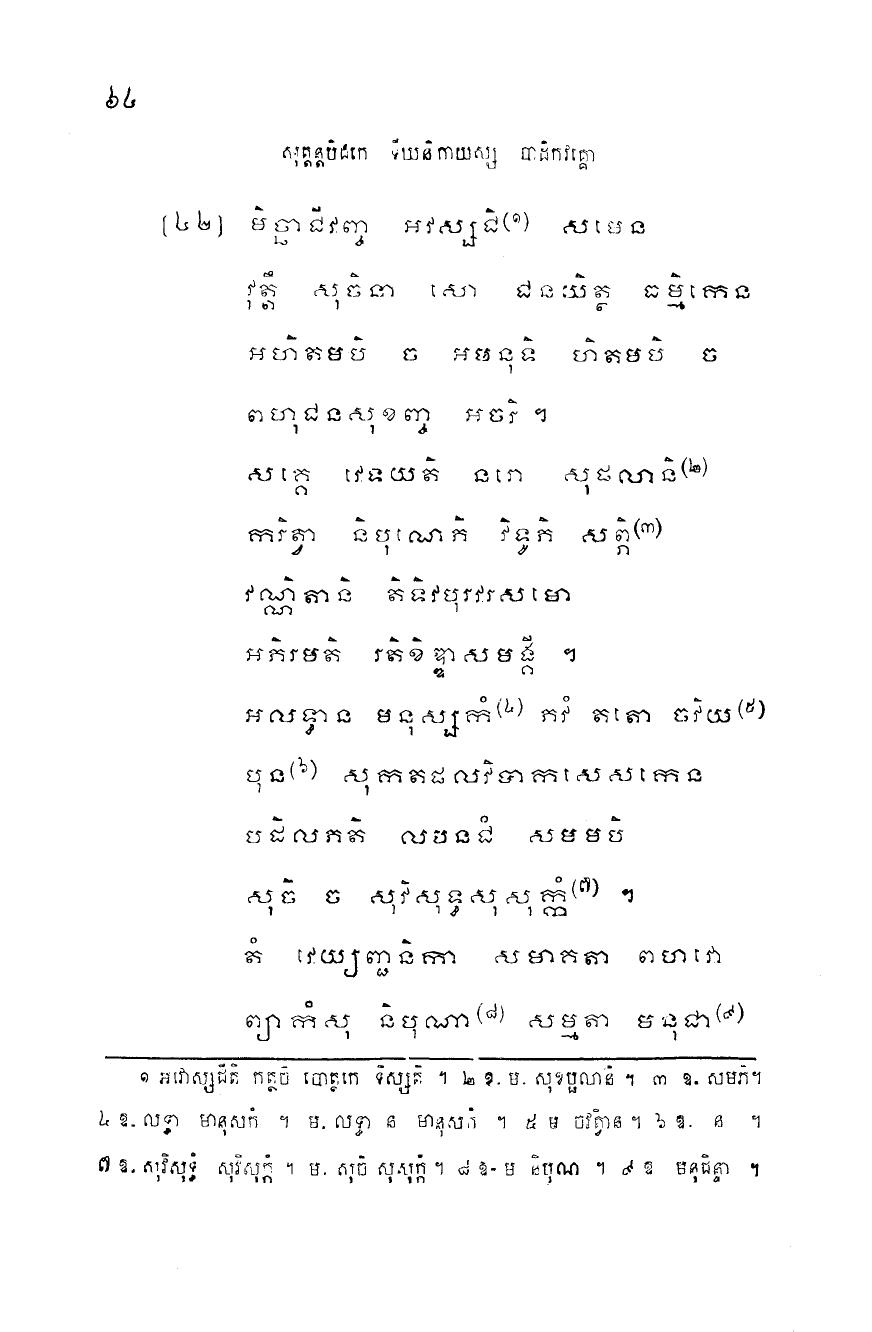 ៦៤
សុត្តន្តបិដកេ ទីឃនិកាយស្ស បាដិកវគ្គោ
[៤២] មិច្ឆាជីវញ្ច អវស្សជិ(១) សមេន
វុត្តឹ សុចិនា សោ ជនយិត្ថ ធម្មិកេន
អហិតមបិ ច អមនុទិ ហិតមបិ ច
ពហុជនសុខញ្ច អចរិ ។
សគ្គេ វេទយតិ នរោ សុផលានិ(២)
ករិត្វា និបុណេភិ វិទូភិ សព្ភិ(៣)
វណ្ណិតានិ តិទិវបុរវរសមោ
អភិរមតិ រតិខិឌ្ឌាសមង្គី ។
អលទ្ធាន មនុស្សកំ(៤) ភវំ តតោ ចវិយ(៥)
បុន(៦) សុកតផលវិបាកសេសកេន
បដិលភតិ លបនជំ សមមបិ
សុចិ ច សុវិសុទ្ធសុសុក្កំ(៧) ។
តំ វេយ្យញ្ជនិកា សមាគតា ពហវោ
ព្យាកំសុ និបុណា(៨) សម្មតា មនុជា(៩)
១ អវោស្សជីតិ កត្ថចិ បោត្ថកេ ទិស្សតិ ។ ២ ឱ. ម. សុខប្ផលានិ ។ ៣ ឱ. សមភិ។
៤ ឱ. លទ្ធា មានុសកំ ។ ម. លទ្ធា ន មានុសកំ ។ ៥ ម ចវិត្វាន ។ ៦ ឱ. ន ។
៧ ឱ. សុវិសុទ្ធំ សុវិសុក្កំ ។ ម. សុចិ សុសុក្កំ ។ ៨ ឱ- ម និបុណ ។ ៩ ឱ មនុជិន្ទា ។